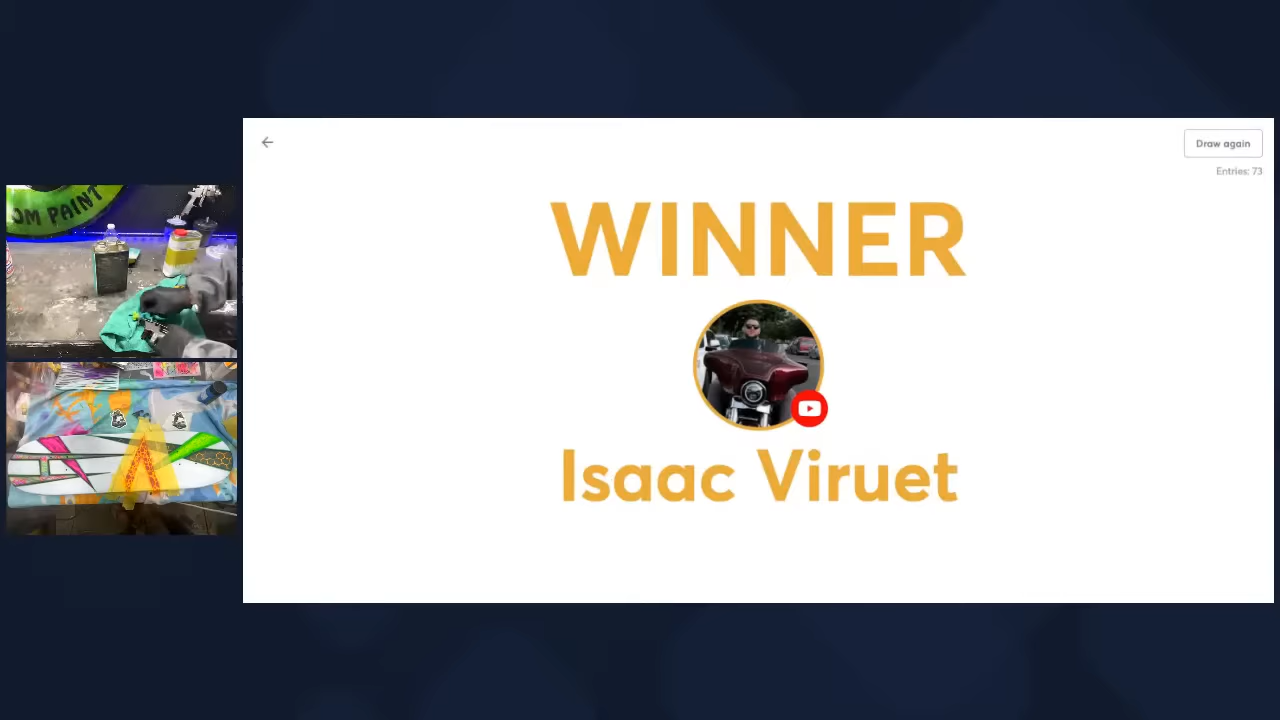 Draw again
Entries: 73
WINNER
OM PAINT
Isaac Viruet